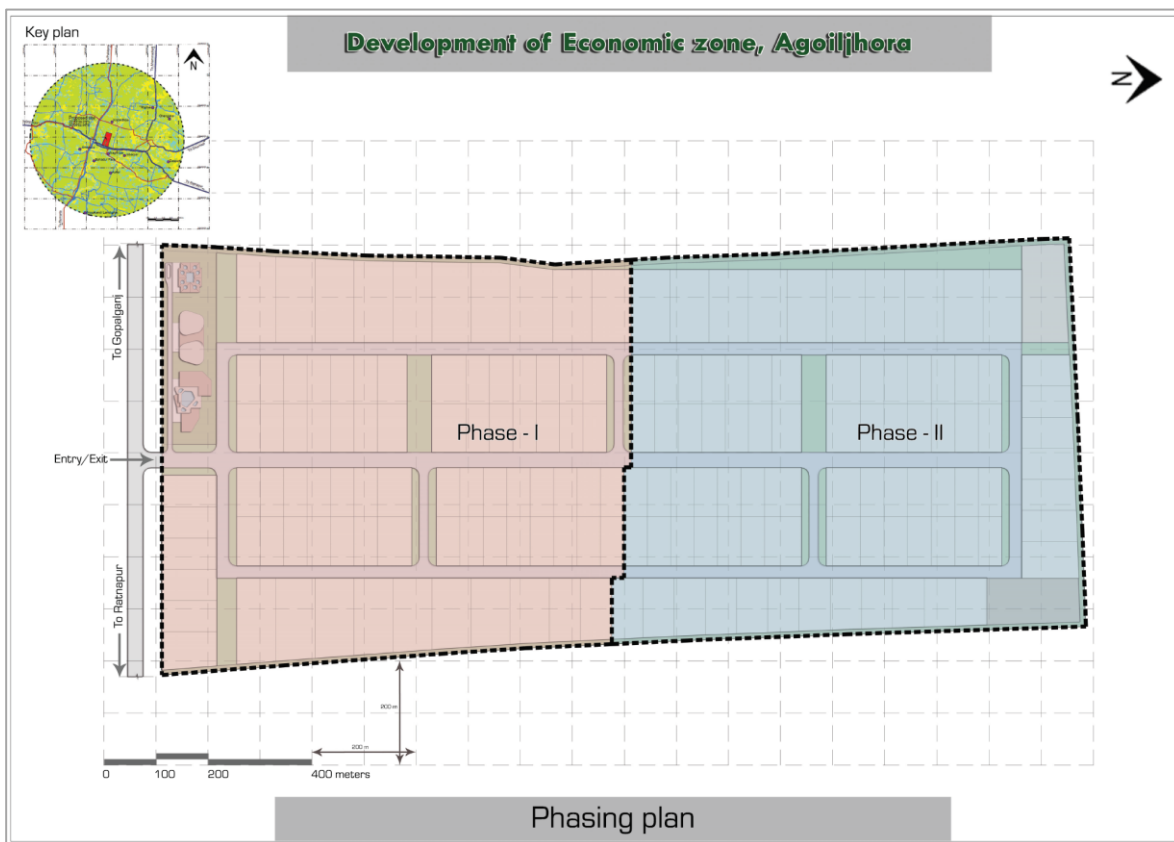 Key plan
N
Development of Economic zone, Agoiljhora
N
To Gopalganj
Phase - I
Phase - II
Entry/Exit
To Ratnapur
200 m
200 m
0 100 200 400 meters
Phasing plan